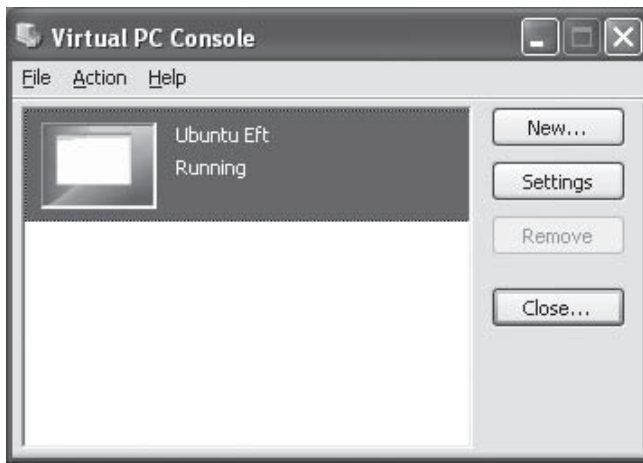 Virtual PC Console
File Action Help
Ubuntu Eft
Running
New...
Settings
Remove
Close...